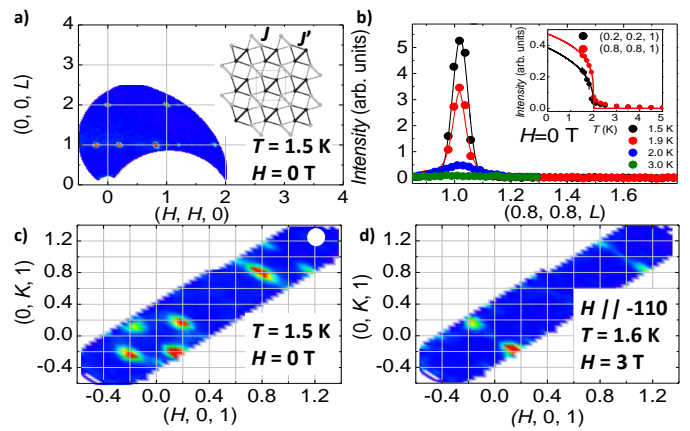 a)
J J'
(0, 0, L)
4
3
2
1
0
T = 1.5 K
H = 0 T
0 1 2 3 4
(H, H, 0)
b)
Intensity (arb. units)
6
5
4
3
2
1
0
Intensity (arb. units)
0.4
0.2
0.0
(0.2, 0.2, 1)
(0.8, 0.8, 1)
0 1 2 3 4 5
T (K)
H=0 T
1.5 K
1.9 K
2.0 K
3.0 K
1.0 1.2 1.4 1.6
(0.8, 0.8, L)
c)
(0, K, 1)
1.2
0.8
0.4
0.0
-0.4
T = 1.5 K
H = 0 T
-0.4 0.0 0.4 0.8 1.2
(H, 0, 1)
d)
(0, K, 1)
1.2
0.8
0.4
0.0
-0.4
H || -110
T = 1.6 K
H = 3 T
-0.4 0.0 0.4 0.8 1.2
(H, 0, 1)